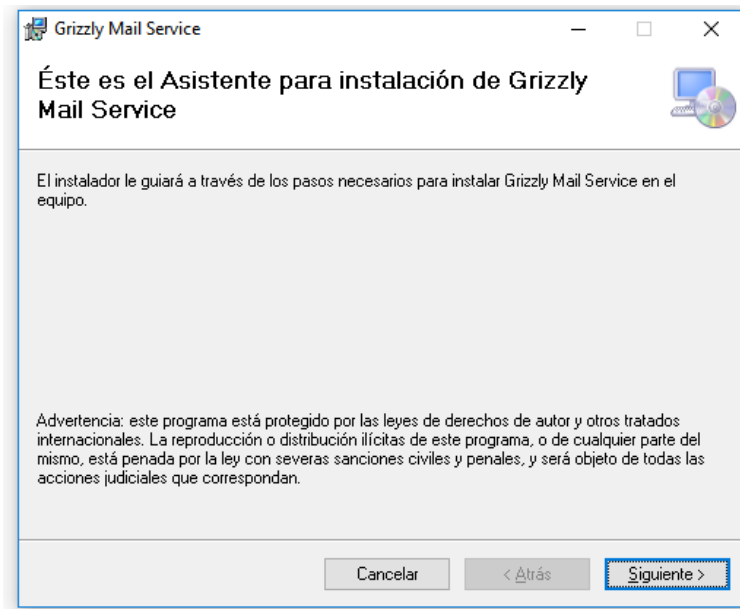 Grizzly Mail Service
Éste es el Asistente para instalación de Grizzly
Mail Service
El instalador le guiará a través de los pasos necesarios para instalar Grizzly Mail Service en el
equipo.
Advertencia: este programa está protegido por las leyes de derechos de autor y otros tratados
internacionales. La reproducción o distribución ilícitas de este programa, o de cualquier parte del
mismo, está penada por la ley con severas sanciones civiles y penales, y será objeto de todas las
acciones judiciales que correspondan.
Cancelar
< Atrás
Siguiente >